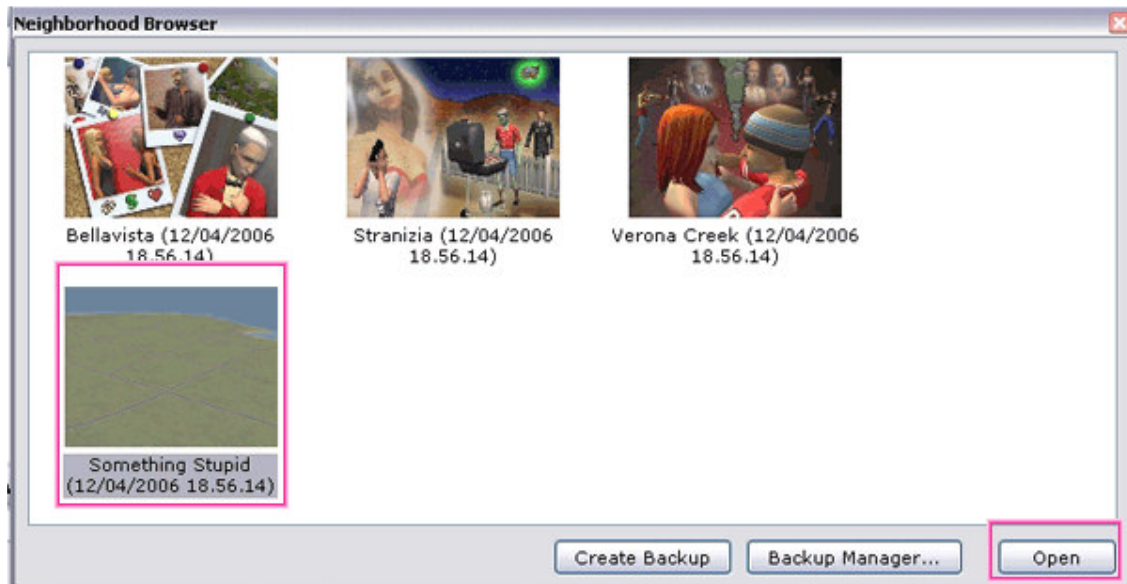 Neighborhood Browser
Bellavista (12/04/2006
18.56.14)
Stranizia (12/04/2006
18.56.14)
Verona Creek (12/04/2006
18.56.14)
Something Stupid
(12/04/2006 18.56.14)
Create Backup
Backup Manager...
Open